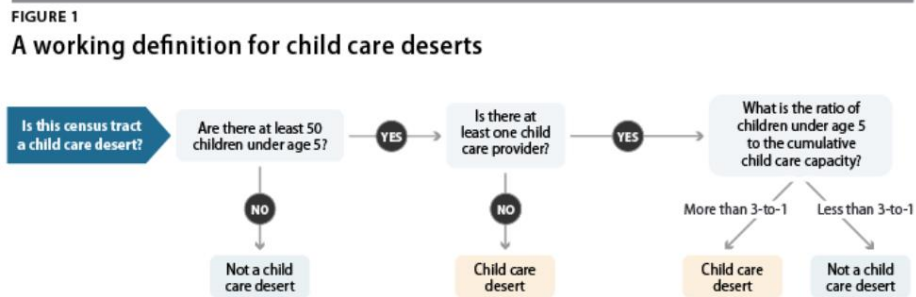 FIGURE 1
A working definition for child care deserts
Is this census tract
a child care desert?
Are there at least 50
children under age 5?
YES
Is there at
least one child
care provider?
YES
What is the ratio of
children under age 5
to the cumulative
child care capacity?
NO
NO
More than 3-to-1
Less than 3-to-1
Not a child
care desert
Child care
desert
Child care
desert
Not a child
care desert